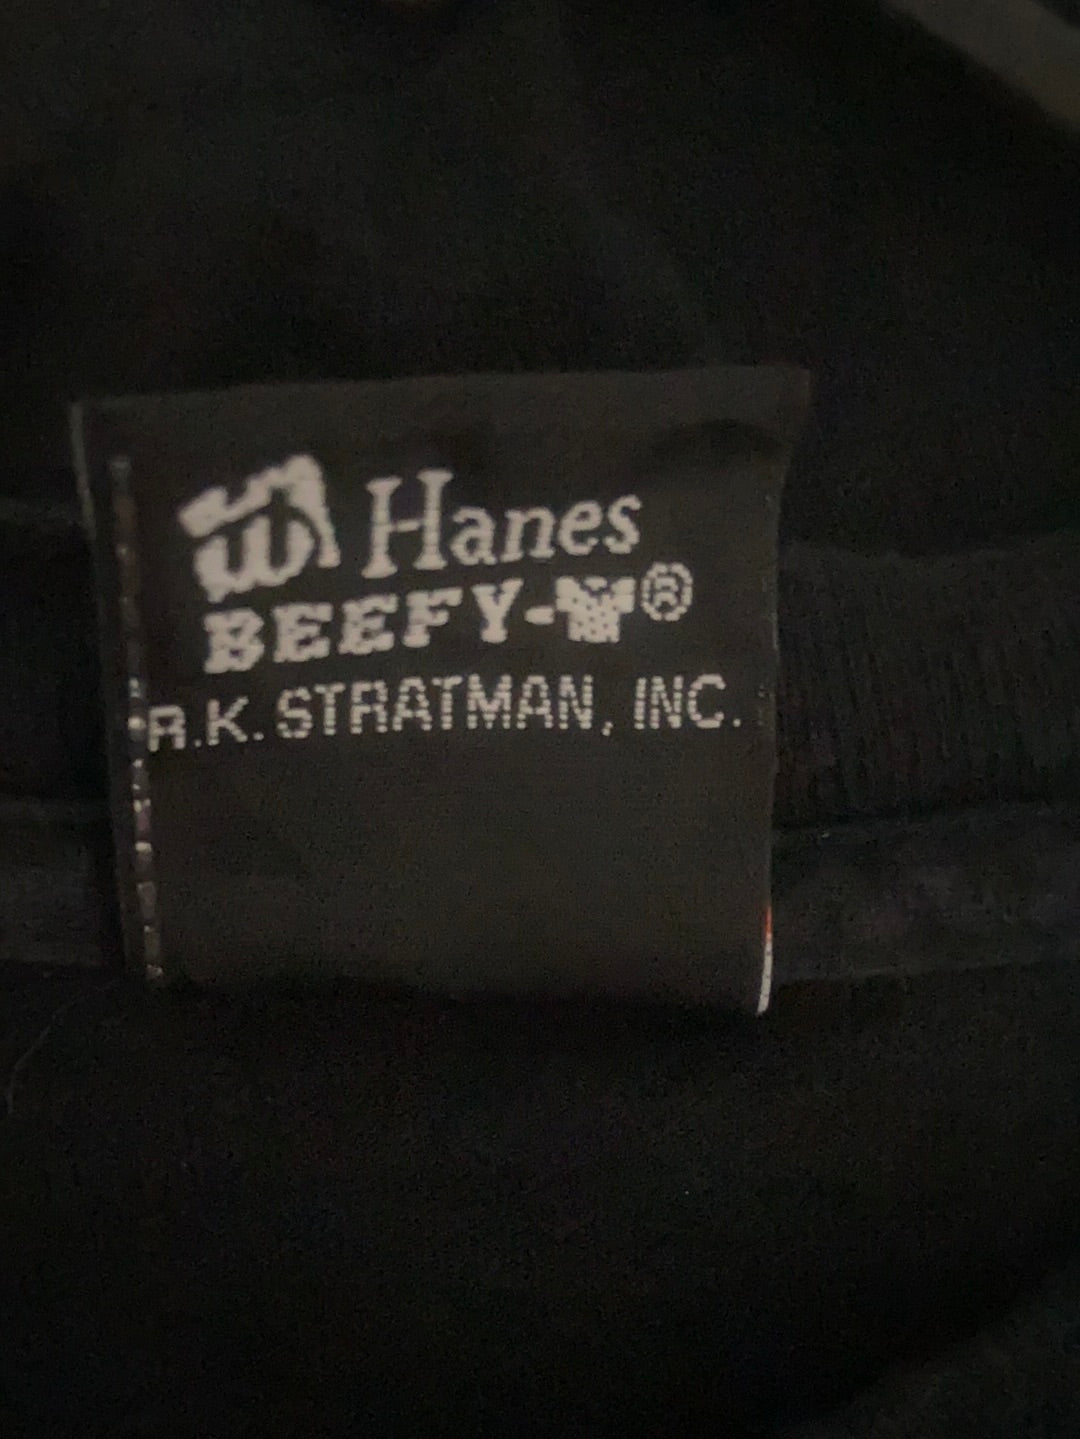 Hanes
BEEFY-T®
R.K. STRATMAN, INC.